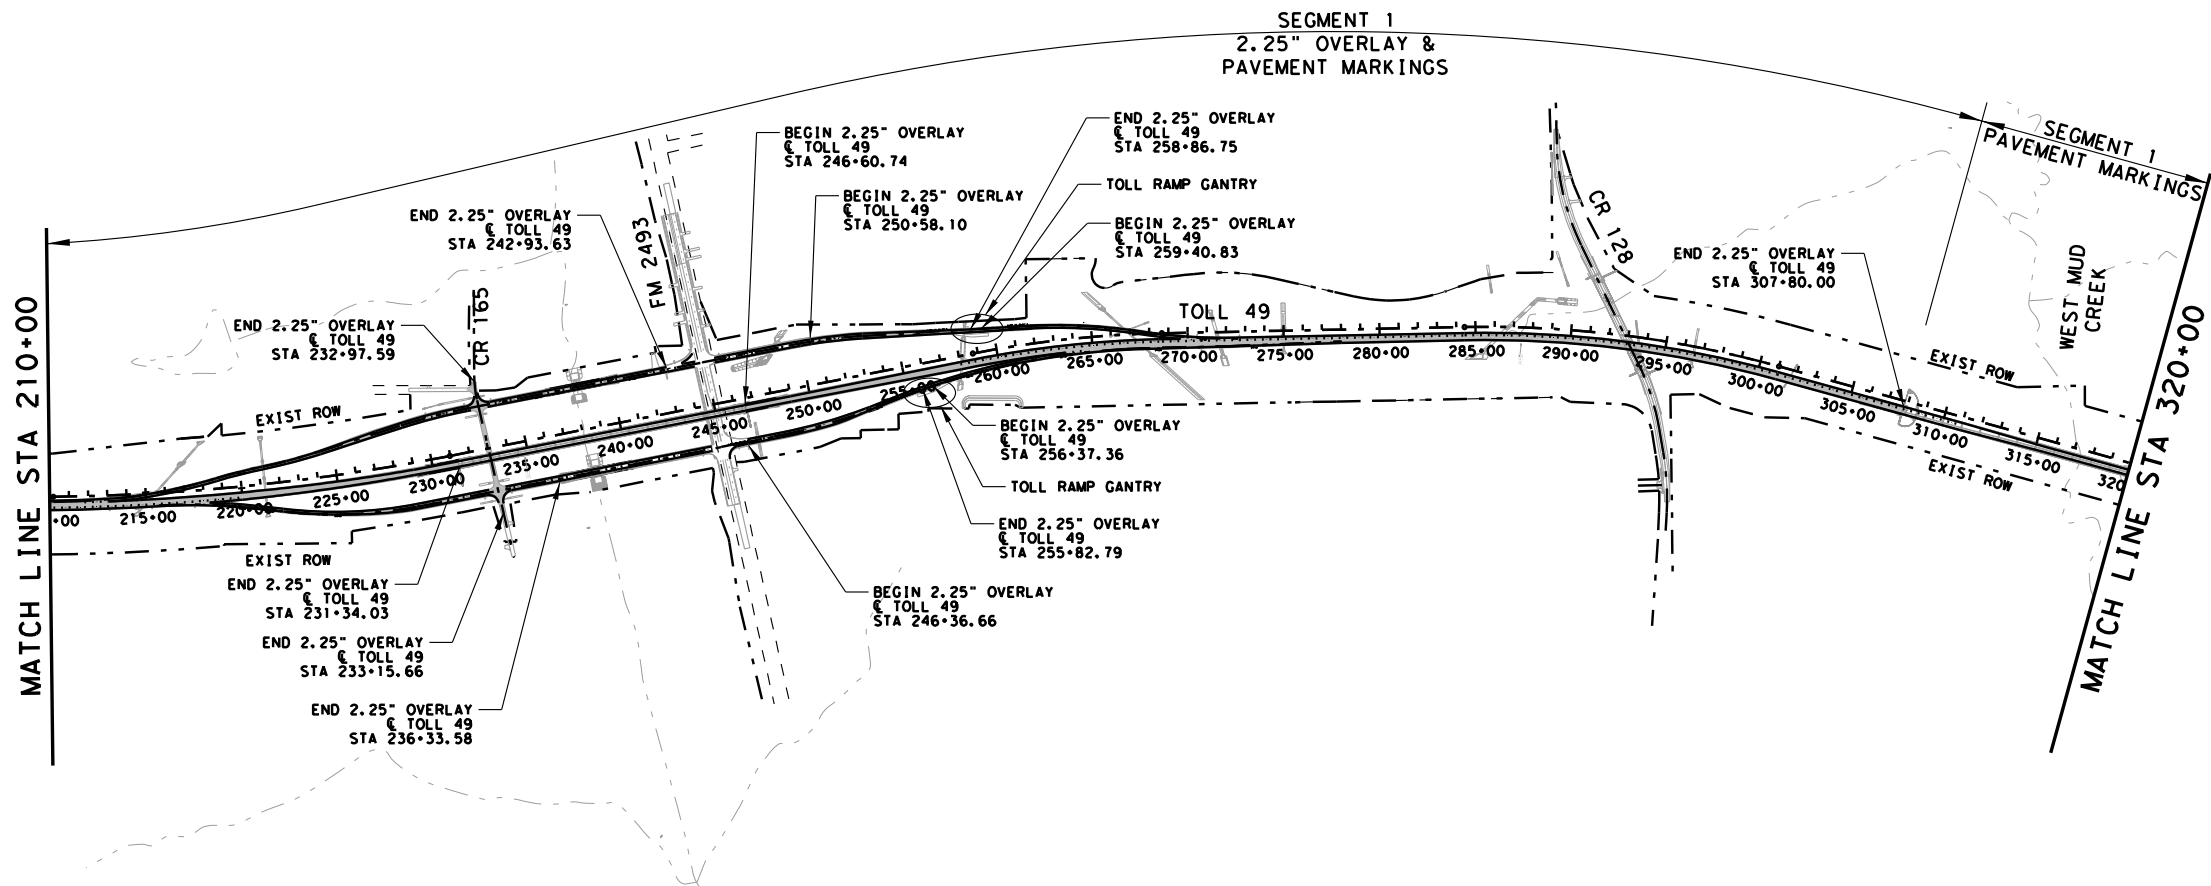 SEGMENT 1
2.25" OVERLAY &
PAVEMENT MARKINGS
SEGMENT 1
PAVEMENT MARKINGS
BEGIN 2.25" OVERLAY
℄ TOLL 49
STA 246+60.74
END 2.25" OVERLAY
℄ TOLL 49
STA 258+86.75
TOLL RAMP GANTRY
BEGIN 2.25" OVERLAY
℄ TOLL 49
STA 250+58.10
END 2.25" OVERLAY
℄ TOLL 49
STA 242+93.63
BEGIN 2.25" OVERLAY
℄ TOLL 49
STA 259+40.83
FM 2493
CR 128
END 2.25" OVERLAY
℄ TOLL 49
STA 307+80.00
WEST MUD
CREEK
END 2.25" OVERLAY
℄ TOLL 49
STA 232+97.59
CR 165
TOLL 49
EXIST ROW
EXIST ROW
MATCH LINE STA 210+00
+00
215+00
220+00
225+00
230+00
235+00
240+00
245+00
250+00
255+00
260+00
265+00
270+00
275+00
280+00
285+00
290+00
295+00
300+00
305+00
310+00
315+00
320
MATCH LINE STA 320+00
EXIST ROW
EXIST ROW
BEGIN 2.25" OVERLAY
℄ TOLL 49
STA 256+37.36
TOLL RAMP GANTRY
END 2.25" OVERLAY
℄ TOLL 49
STA 255+82.79
END 2.25" OVERLAY
℄ TOLL 49
STA 231+34.03
BEGIN 2.25" OVERLAY
℄ TOLL 49
STA 246+36.66
END 2.25" OVERLAY
℄ TOLL 49
STA 233+15.66
END 2.25" OVERLAY
℄ TOLL 49
STA 236+33.58